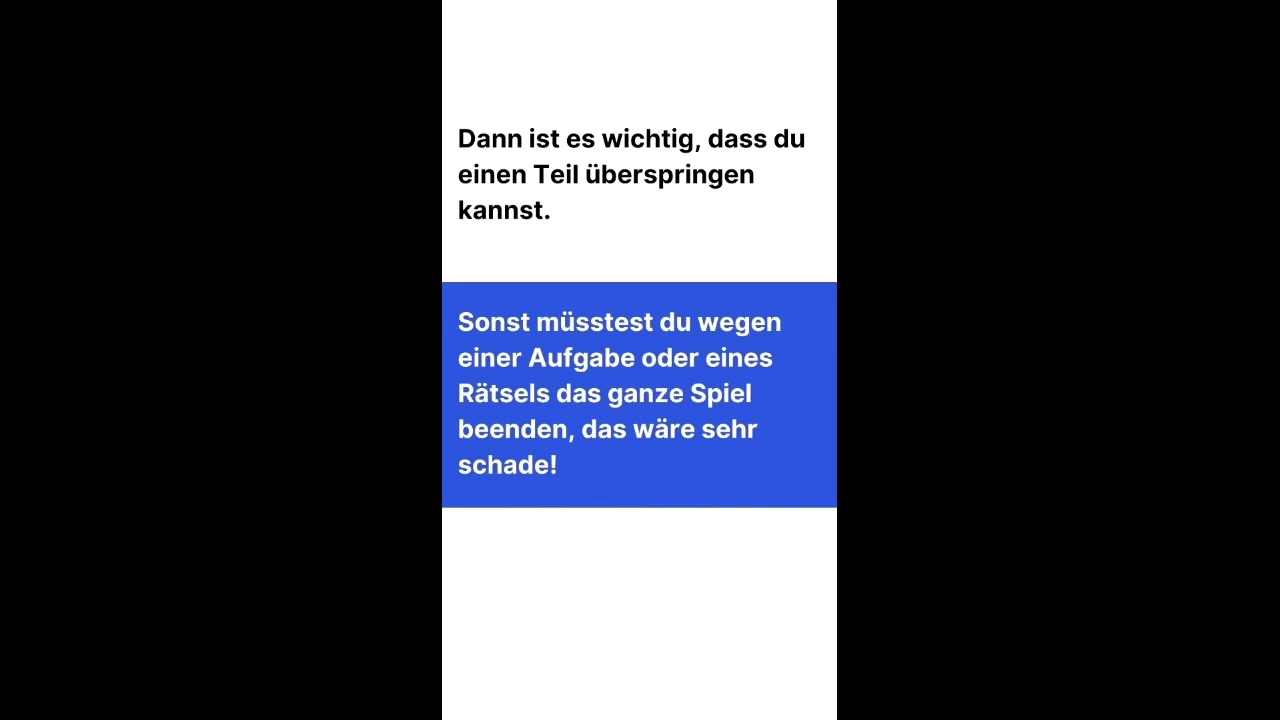 Dann ist es wichtig, dass du
einen Teil überspringen
kannst.
Sonst müsstest du wegen
einer Aufgabe oder eines
Rätsels das ganze Spiel
beenden, das wäre sehr
schade!